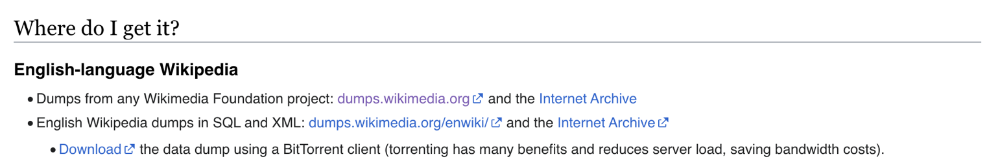 Where do I get it?
English-language Wikipedia
• Dumps from any Wikimedia Foundation project: dumps.wikimedia.org and the Internet Archive
• English Wikipedia dumps in SQL and XML: dumps.wikimedia.org/enwiki/ and the Internet Archive
• Download the data dump using a BitTorrent client (torrenting has many benefits and reduces server load, saving bandwidth costs).